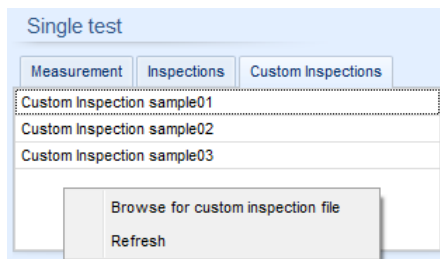 Single test
Measurement Inspections Custom Inspections
Custom Inspection sample01
Custom Inspection sample02
Custom Inspection sample03
Browse for custom inspection file
Refresh